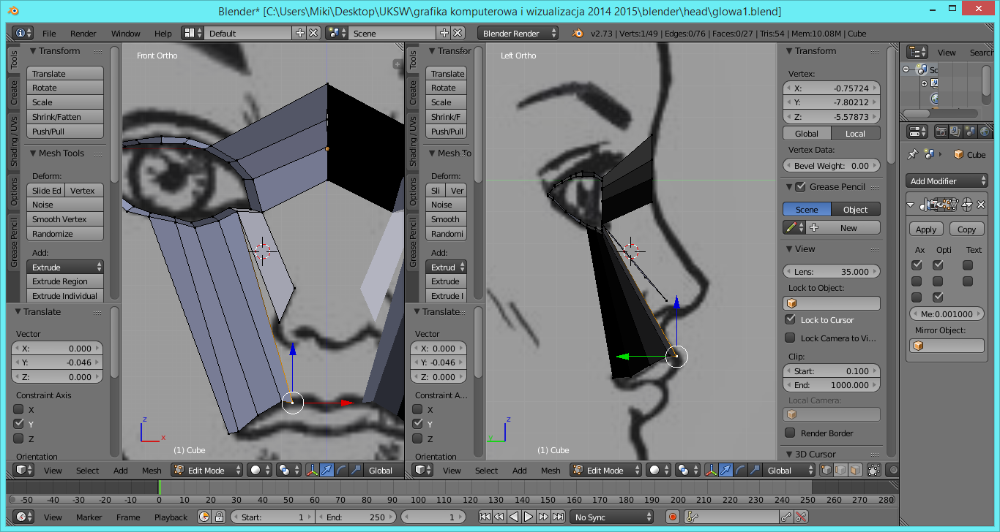 Blender* [C:\Users\Miki\Desktop\UKSW\grafika komputerowa i wizualizacja 2014 2015\blender\head\glowa1.blend]
File Render Window Help Default Scene Blender Render v2.73 | Verts:1/49 | Edges:0/76 | Faces:0/27 | Tris:54 | Mem:10.08M | Cube
Tools
Create
Shading / UVs
Options
Grease Pencil
Transform
Translate
Rotate
Scale
Shrink/Fatten
Push/Pull
Mesh Tools
Deform:
Slide Ed Vertex
Noise
Smooth Vertex
Randomize
Add:
Extrude
Extrude Region
Extrude Individual
Translate
Vector
X: 0.000
Y: -0.046
Z: 0.000
Constraint Axis
X
Y
Z
Orientation
Front Ortho
z
x
(1) Cube
View Select Add Mesh Edit Mode Global
Tools
Create
Shading / UVs
Options
Grease Pencil
Transfor
Translate
Rotate
Scale
Shrink/F
Push/Pull
Mesh To
Deform:
Sli Ver
Noise
Smooth
Randomi
Add:
Extrud
Extrude
Extrude I
Translate
Vector
X: 0.000
Y: -0.046
Z: 0.000
Constraint A...
X
Y
Z
Orientation
Left Ortho
z
y
(1) Cube
View Select Add Mesh Edit Mode Global
Transform
Vertex:
X: -0.75724
Y: -7.80212
Z: -5.57873
Global Local
Vertex Data:
Bevel Weight: 0.00
Grease Pencil
Scene Object
New
View
Lens: 35.000
Lock to Object:
Lock to Cursor
Lock Camera to Vi...
Clip:
Start: 0.100
End: 1000.000
Local Camera:
Render Border
3D Cursor
View Searc
Sc
Cube
Add Modifier
Apply Copy
Ax Opti Text
Me:0.001000
Mirror Object:
-50 -40 -30 -20 -10 0 10 20 30 40 50 60 70 80 90 100 110 120 130 140 150 160 170 180 190 200 210 220 230 240 250 260 270 280
View Marker Frame Playback Start: 1 End: 250 1 No Sync